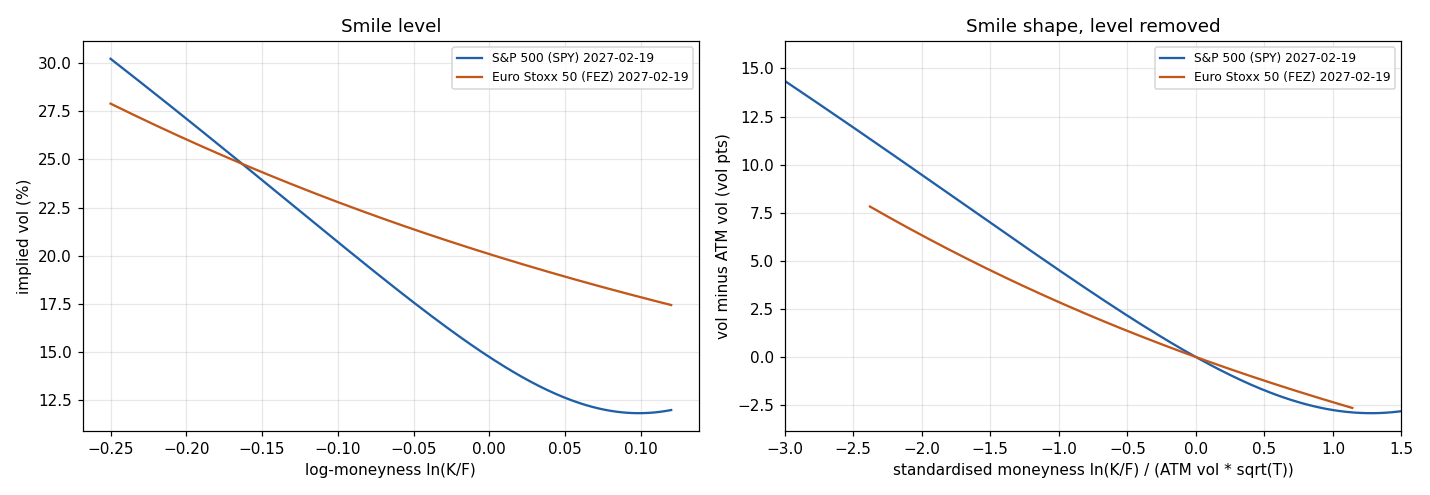 Smile level
S&P 500 (SPY) 2027-02-19
Euro Stoxx 50 (FEZ) 2027-02-19
implied vol (%)
30.0
27.5
25.0
22.5
20.0
17.5
15.0
12.5
−0.25 −0.20 −0.15 −0.10 −0.05 0.00 0.05 0.10
log-moneyness ln(K/F)
Smile shape, level removed
S&P 500 (SPY) 2027-02-19
Euro Stoxx 50 (FEZ) 2027-02-19
vol minus ATM vol (vol pts)
15.0
12.5
10.0
7.5
5.0
2.5
0.0
−2.5
−3.0 −2.5 −2.0 −1.5 −1.0 −0.5 0.0 0.5 1.0 1.5
standardised moneyness ln(K/F) / (ATM vol * sqrt(T))